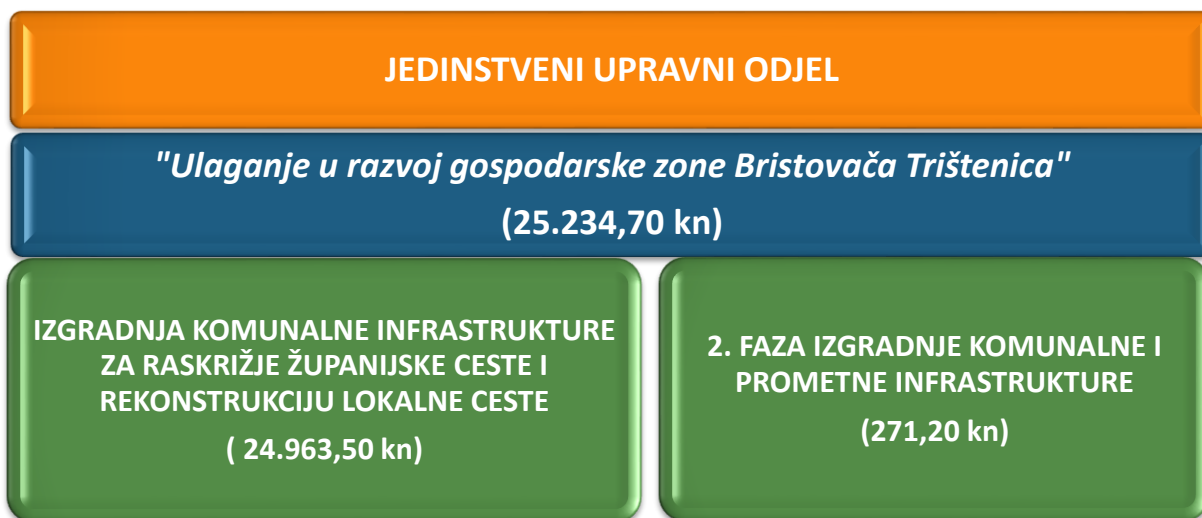 JEDINSTVENI UPRAVNI ODJEL
"Ulaganje u razvoj gospodarske zone Bristovača Trištenica"
(25.234,70 kn)
IZGRADNJA KOMUNALNE INFRASTRUKTURE
ZA RASKRIŽJE ŽUPANIJSKE CESTE I
REKONSTRUKCIJU LOKALNE CESTE
( 24.963,50 kn)
2. FAZA IZGRADNJE KOMUNALNE I
PROMETNE INFRASTRUKTURE
(271,20 kn)